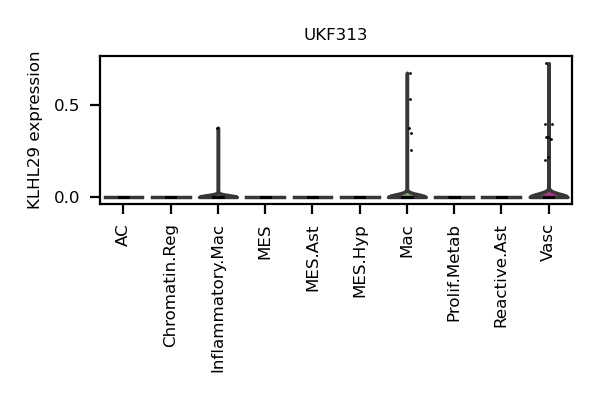 UKF313
KLHL29 expression
0.5
0.0
AC
Chromatin.Reg
Inflammatory.Mac
MES
MES.Ast
MES.Hyp
Mac
Prolif.Metab
Reactive.Ast
Vasc